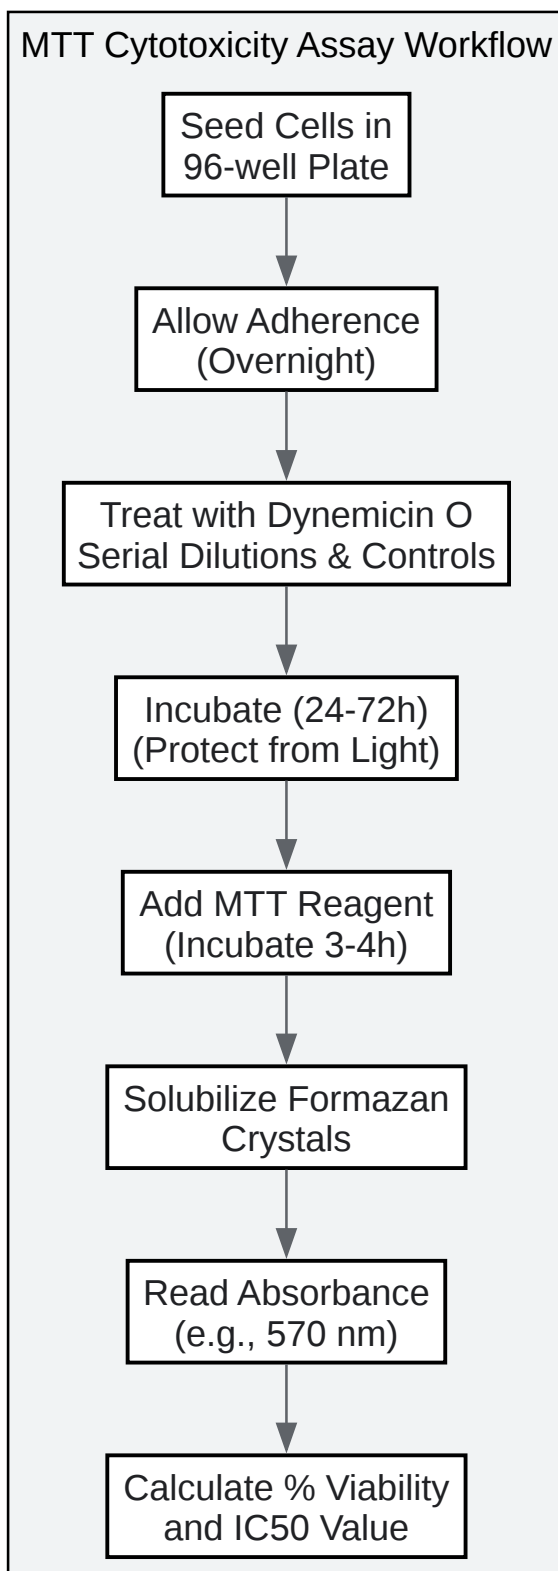 MTT Cytotoxicity Assay Workflow
Seed Cells in
96-well Plate
Allow Adherence
(Overnight)
Treat with Dynemicin O
Serial Dilutions & Controls
Incubate (24-72h)
(Protect from Light)
Add MTT Reagent
(Incubate 3-4h)
Solubilize Formazan
Crystals
Read Absorbance
(e.g., 570 nm)
Calculate % Viability
and IC50 Value